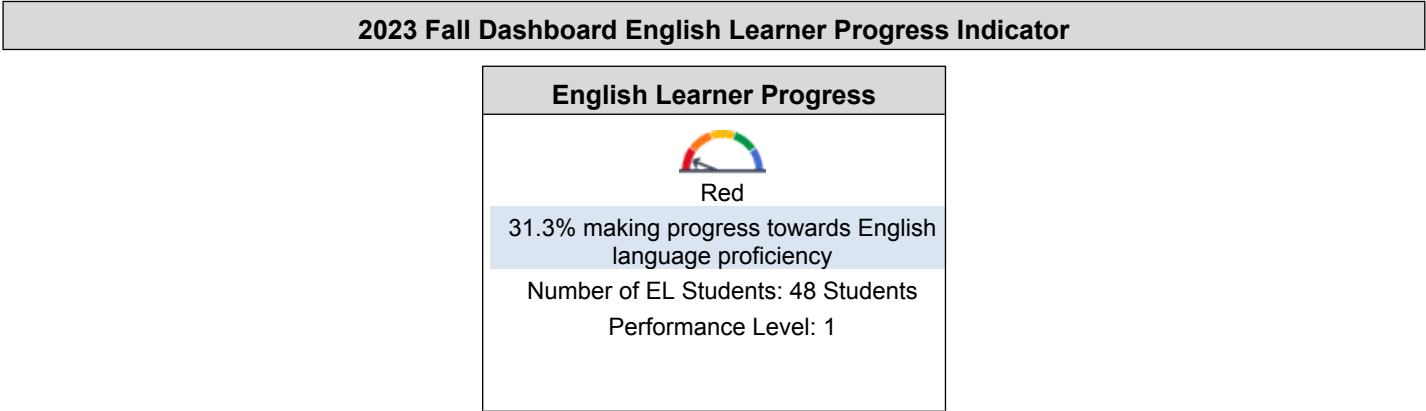 2023 Fall Dashboard English Learner Progress Indicator
English Learner Progress
Red
31.3% making progress towards English
language proficiency
Number of EL Students: 48 Students
Performance Level: 1